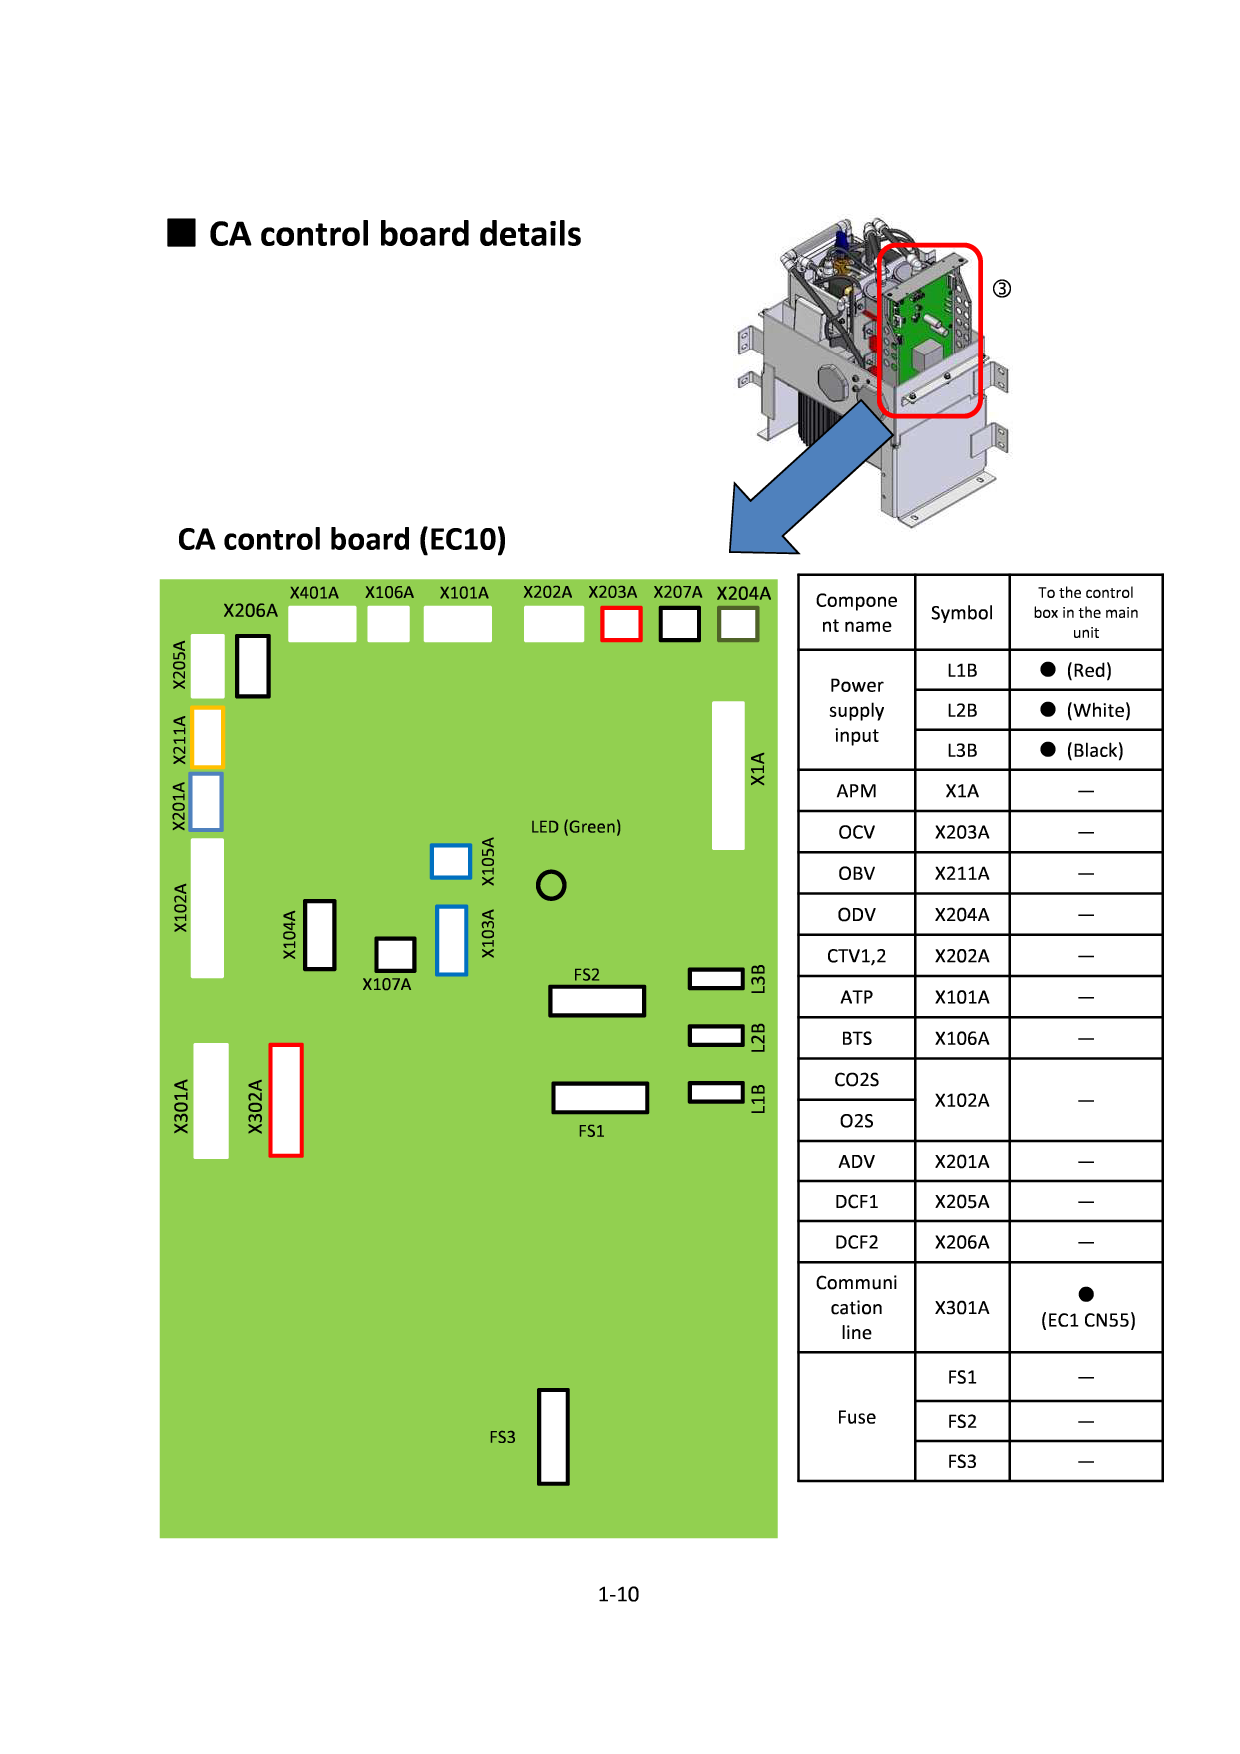 ■ CA control board details
③
CA control board (EC10)
X401A X106A X101A X202A X203A X207A X204A
X206A
X205A
X211A
X201A
X102A
X1A
LED (Green)
X105A
X104A
X103A
X107A
FS2
L3B
L2B
L1B
FS1
X301A
X302A
FS3
Compone
nt name
Symbol
To the control
box in the main
unit
Power
supply
input
L1B ● (Red)
L2B ● (White)
L3B ● (Black)
APM X1A —
OCV X203A —
OBV X211A —
ODV X204A —
CTV1,2 X202A —
ATP X101A —
BTS X106A —
CO2S
X102A —
O2S
ADV X201A —
DCF1 X205A —
DCF2 X206A —
Communi
cation
line
X301A
●
(EC1 CN55)
Fuse
FS1 —
FS2 —
FS3 —
1-10